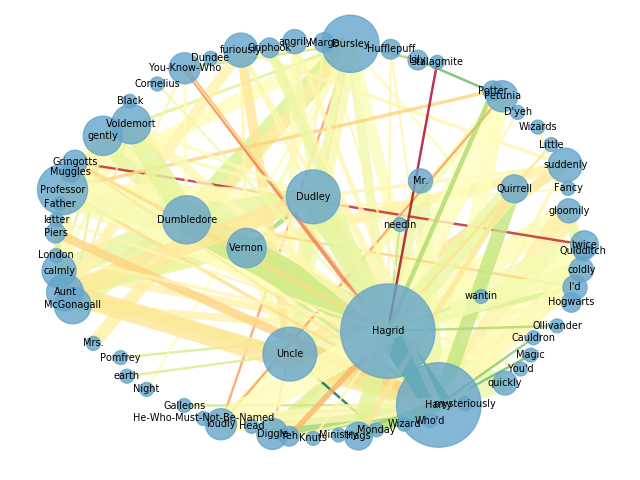 Hufflepuff
angrily
Marge
Dursley
Griphook
furiously
Lily
Stalagmite
Dundee
You-Know-Who
Cornelius
Potter
Petunia
Black
D'yeh
Voldemort
Wizards
gently
Little
Gringotts
suddenly
Muggles
Mr.
Professor
Quirrell
Fancy
Dudley
Father
gloomily
letter
Dumbledore
needin
Piers
twice
Vernon
Quidditch
London
calmly
coldly
I'd
Aunt
wantin
McGonagall
Hogwarts
Ollivander
Hagrid
Cauldron
Mrs.
Uncle
Magic
Pomfrey
You'd
earth
quickly
Night
Galleons
Harry
mysteriously
He-Who-Must-Not-Be-Named
loudly
Head
Who'd
Wizard
Diggle
Yeh
Knuts
Ministry
Hags
Monday